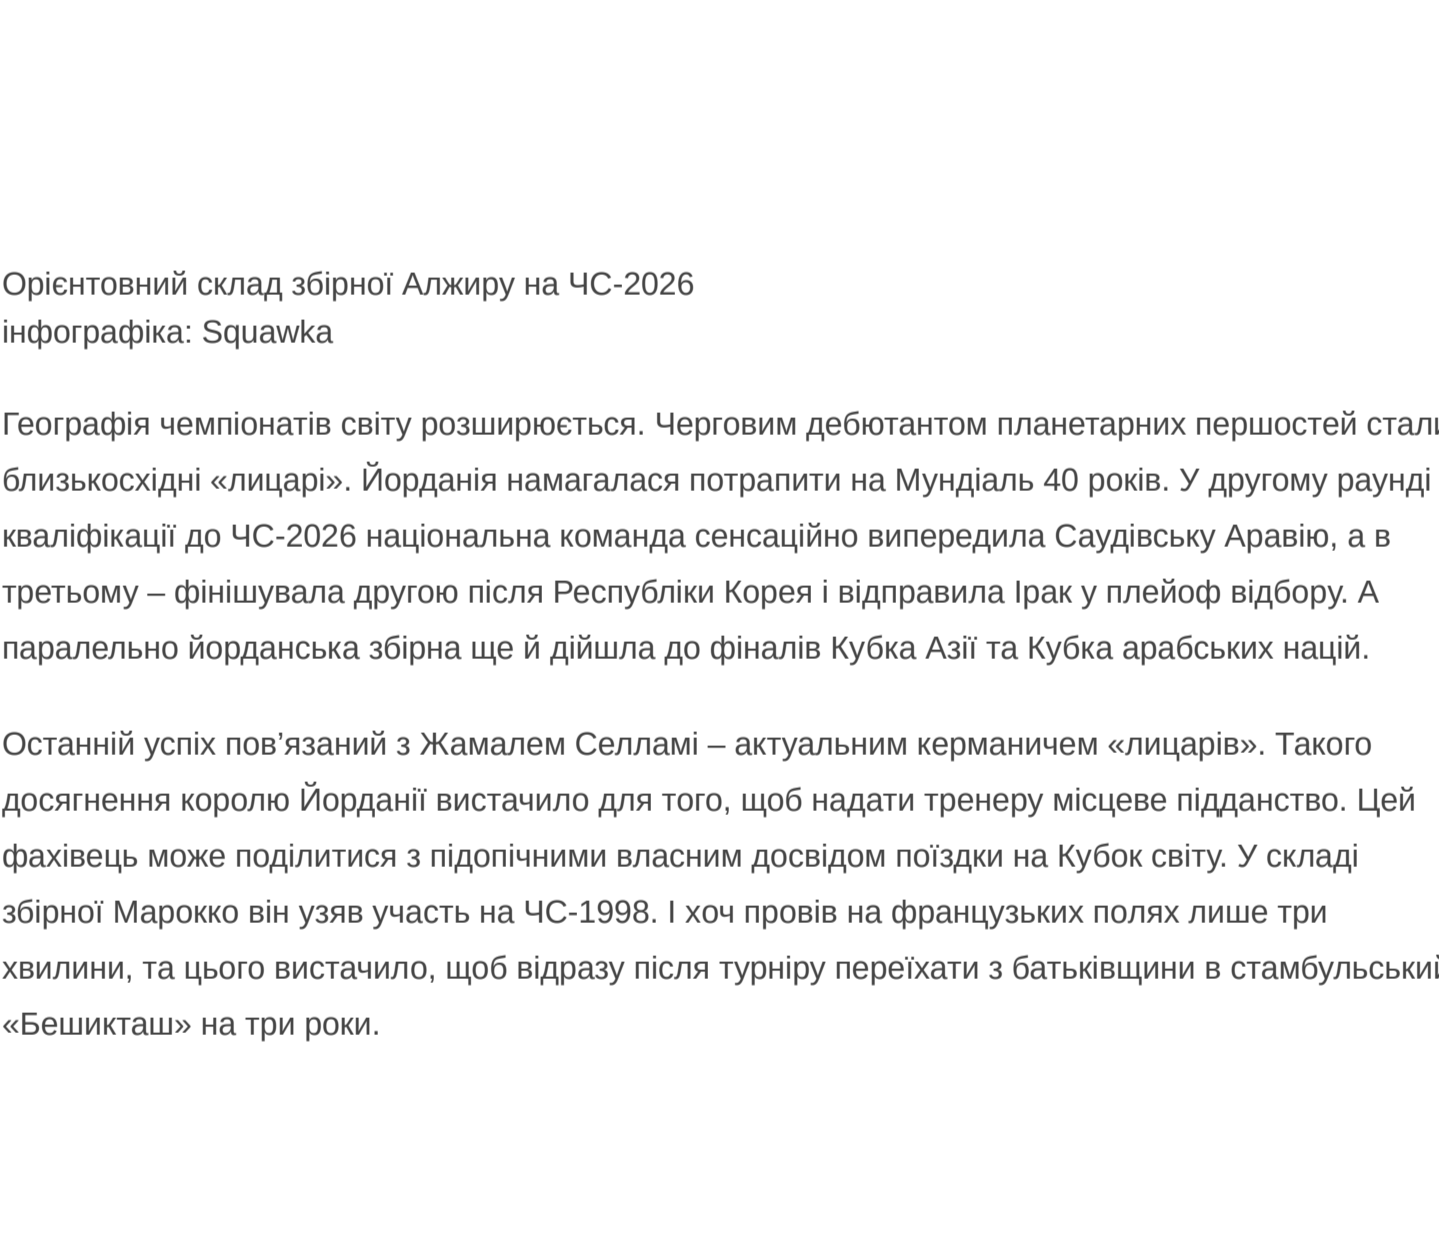 Орієнтовний склад збірної Алжиру на ЧС-2026
інфографіка: Squawka
Географія чемпіонатів світу розширюється. Черговим дебютантом планетарних першостей стали
близькосхідні «лицарі». Йорданія намагалася потрапити на Мундіаль 40 років. У другому раунді
кваліфікації до ЧС-2026 національна команда сенсаційно випередила Саудівську Аравію, а в
третьому – фінішувала другою після Республіки Корея і відправила Ірак у плейоф відбору. А
паралельно йорданська збірна ще й дійшла до фіналів Кубка Азії та Кубка арабських націй.
Останній успіх пов’язаний з Жамалем Селламі – актуальним керманичем «лицарів». Такого
досягнення королю Йорданії вистачило для того, щоб надати тренеру місцеве підданство. Цей
фахівець може поділитися з підопічними власним досвідом поїздки на Кубок світу. У складі
збірної Марокко він узяв участь на ЧС-1998. І хоч провів на французьких полях лише три
хвилини, та цього вистачило, щоб відразу після турніру переїхати з батьківщини в стамбульський
«Бешикташ» на три роки.